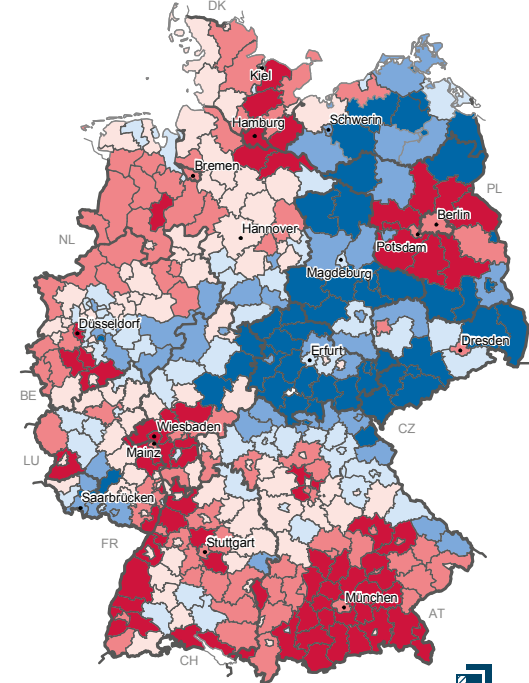 DK
Kiel
Hamburg
Schwerin
Bremen
PL
Berlin
Hannover
NL
Potsdam
Magdeburg
Düsseldorf
Dresden
Erfurt
BE
Wiesbaden
CZ
Mainz
LU
Saarbrücken
FR
Stuttgart
München
AT
CH